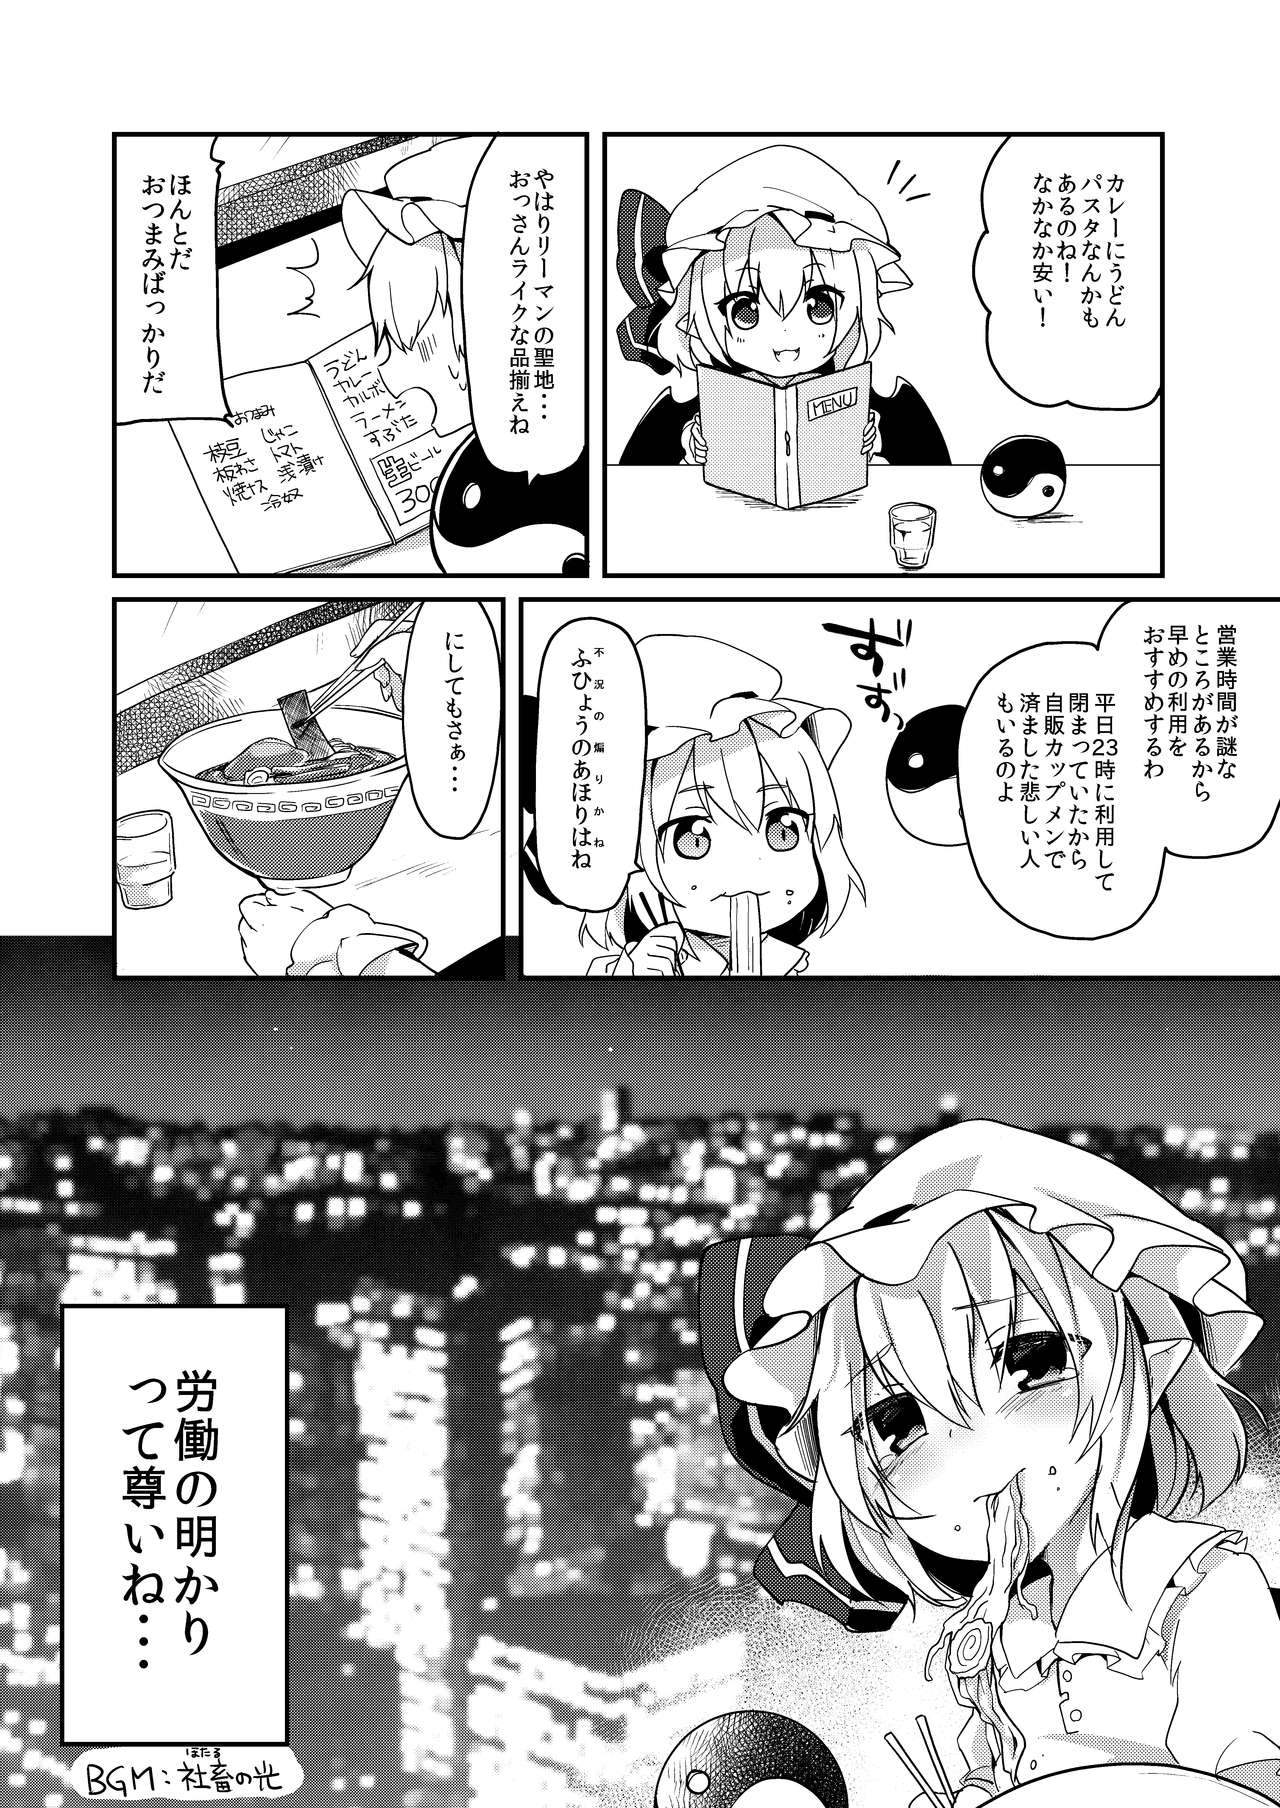 カレーにうどん
パスタなんかも
あるのね！
なかなか安い！
MENU
やはりリーマンの聖地・・・
おっさんライクな品揃えね
ほんとだ
おつまみばっかりだ
うどん
カレー
カルボ
ラーメン
すぶた
ビール
300
おつまみ
枝豆
じゃこ
トマト
板わさ
浅漬け
焼ナス
冷奴
営業時間が謎な
ところがあるから
早めの利用を
おすすめするわ
平日23時に利用して
閉まっていたから
自販カップメンで
済ました悲しい人
もいるのよ
ずずっ
不況の煽りかね
ふひょうのあほりはね
にしてもさぁ・・・
労働の明かり
って尊いね・・・
ほたる
BGM：社畜の光